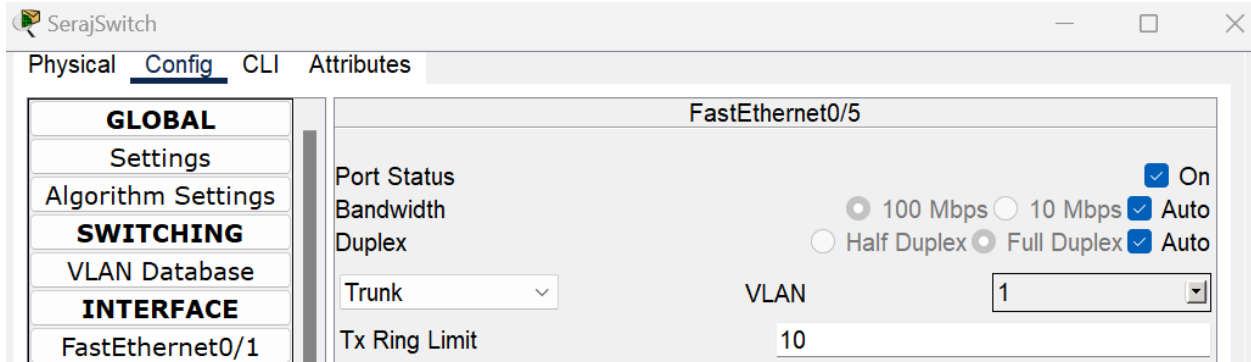 SerajSwitch
Physical Config CLI Attributes
GLOBAL
Settings
Algorithm Settings
SWITCHING
VLAN Database
INTERFACE
FastEthernet0/1
FastEthernet0/5
Port Status On
Bandwidth 100 Mbps 10 Mbps Auto
Duplex Half Duplex Full Duplex Auto
Trunk VLAN 1
Tx Ring Limit 10